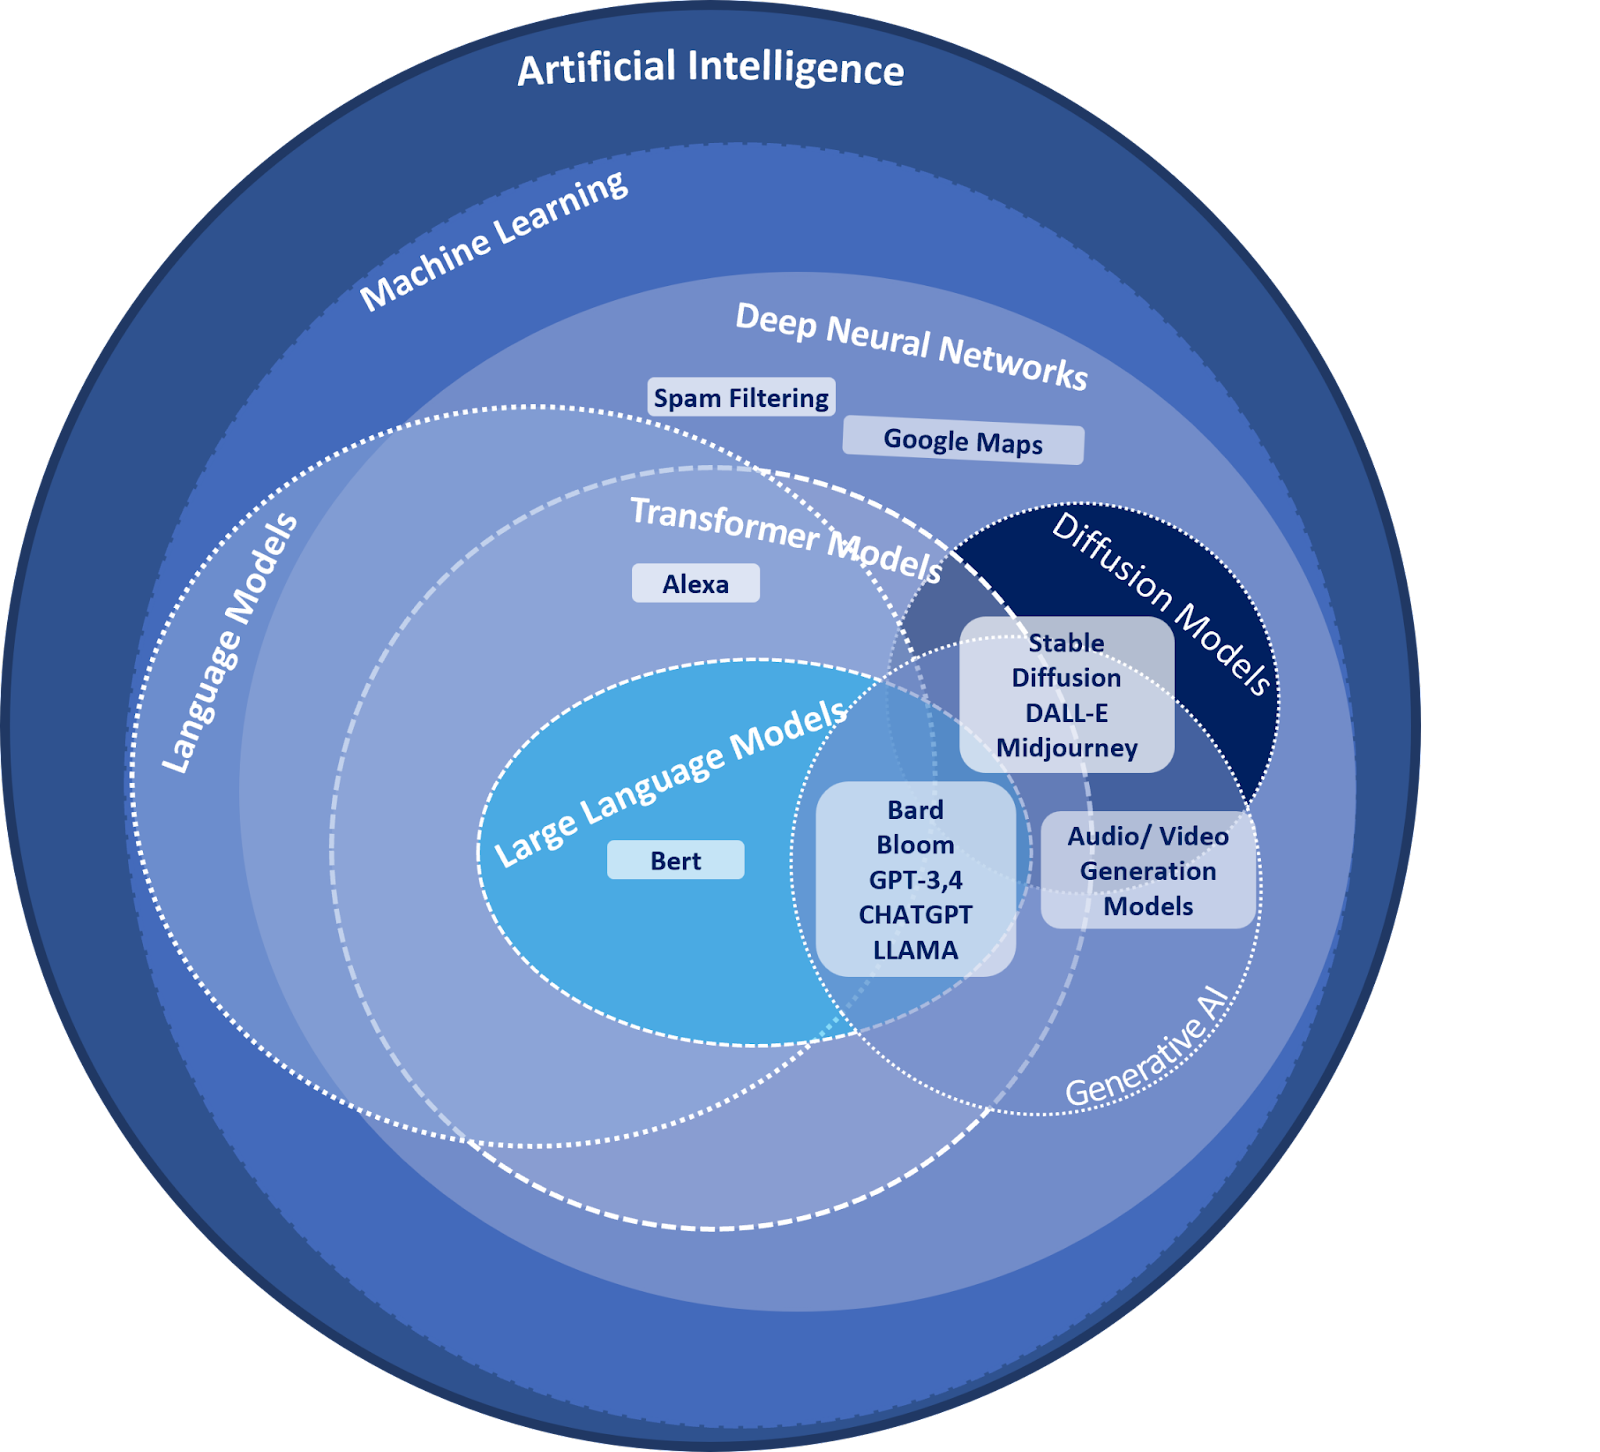 Artificial Intelligence
Machine Learning
Deep Neural Networks
Spam Filtering
Google Maps
Language Models
Transformer Models
Alexa
Diffusion Models
Stable
Diffusion
DALL-E
Midjourney
Large Language Models
Bert
Bard
Bloom
GPT-3,4
CHATGPT
LLAMA
Audio/ Video
Generation
Models
Generative AI